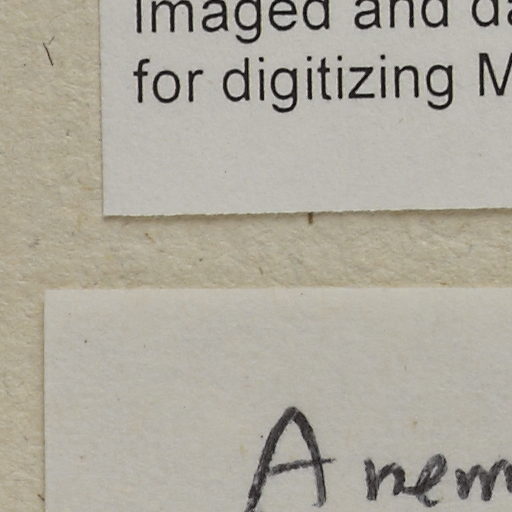 Imaged and da
for digitizing M
Anem